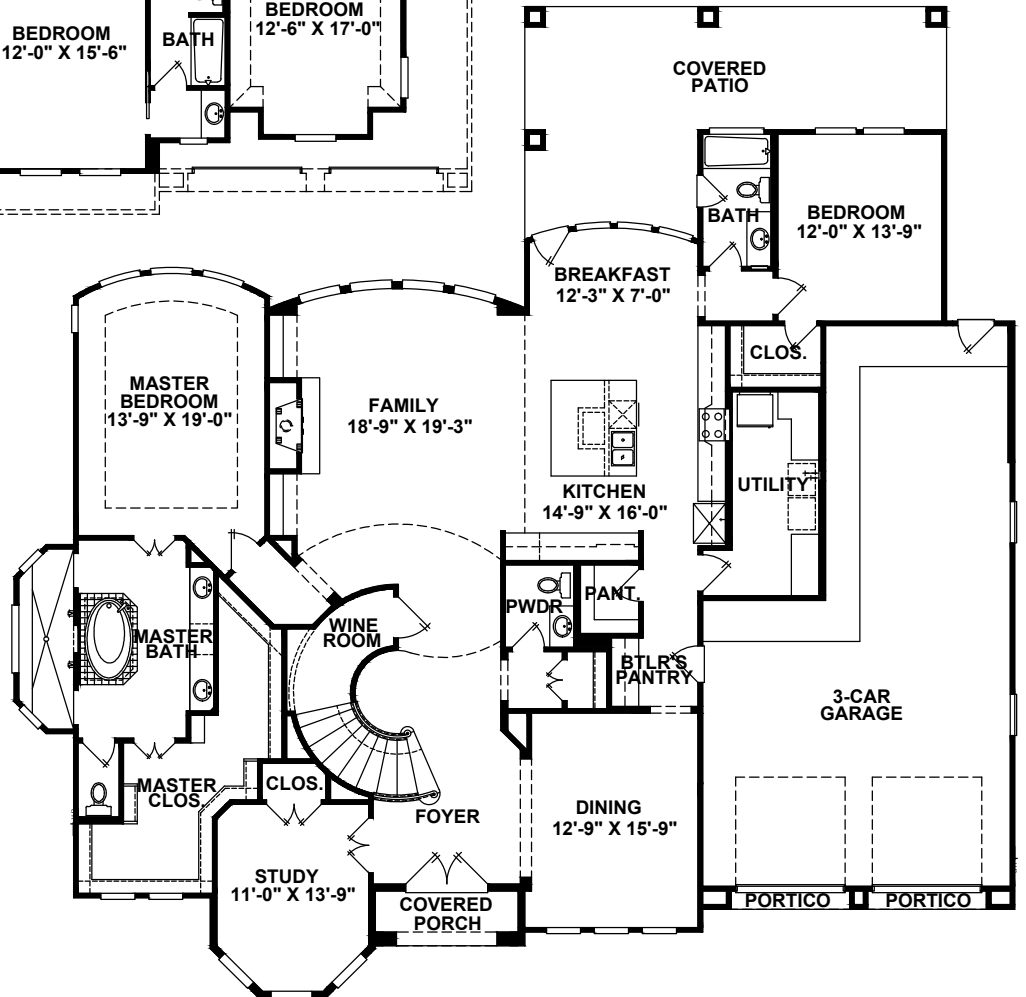 BEDROOM
12'-0" X 15'-6"
BATH
BEDROOM
12'-6" X 17'-0"
COVERED
PATIO
BATH
BEDROOM
12'-0" X 13'-9"
BREAKFAST
12'-3" X 7'-0"
CLOS.
MASTER
BEDROOM
13'-9" X 19'-0"
FAMILY
18'-9" X 19'-3"
KITCHEN
14'-9" X 16'-0"
UTILITY
MASTER
BATH
WINE
ROOM
PWDR
PANT.
BTLR'S
PANTRY
3-CAR
GARAGE
MASTER
CLOS.
CLOS.
FOYER
DINING
12'-9" X 15'-9"
STUDY
11'-0" X 13'-9"
COVERED
PORCH
PORTICO
PORTICO